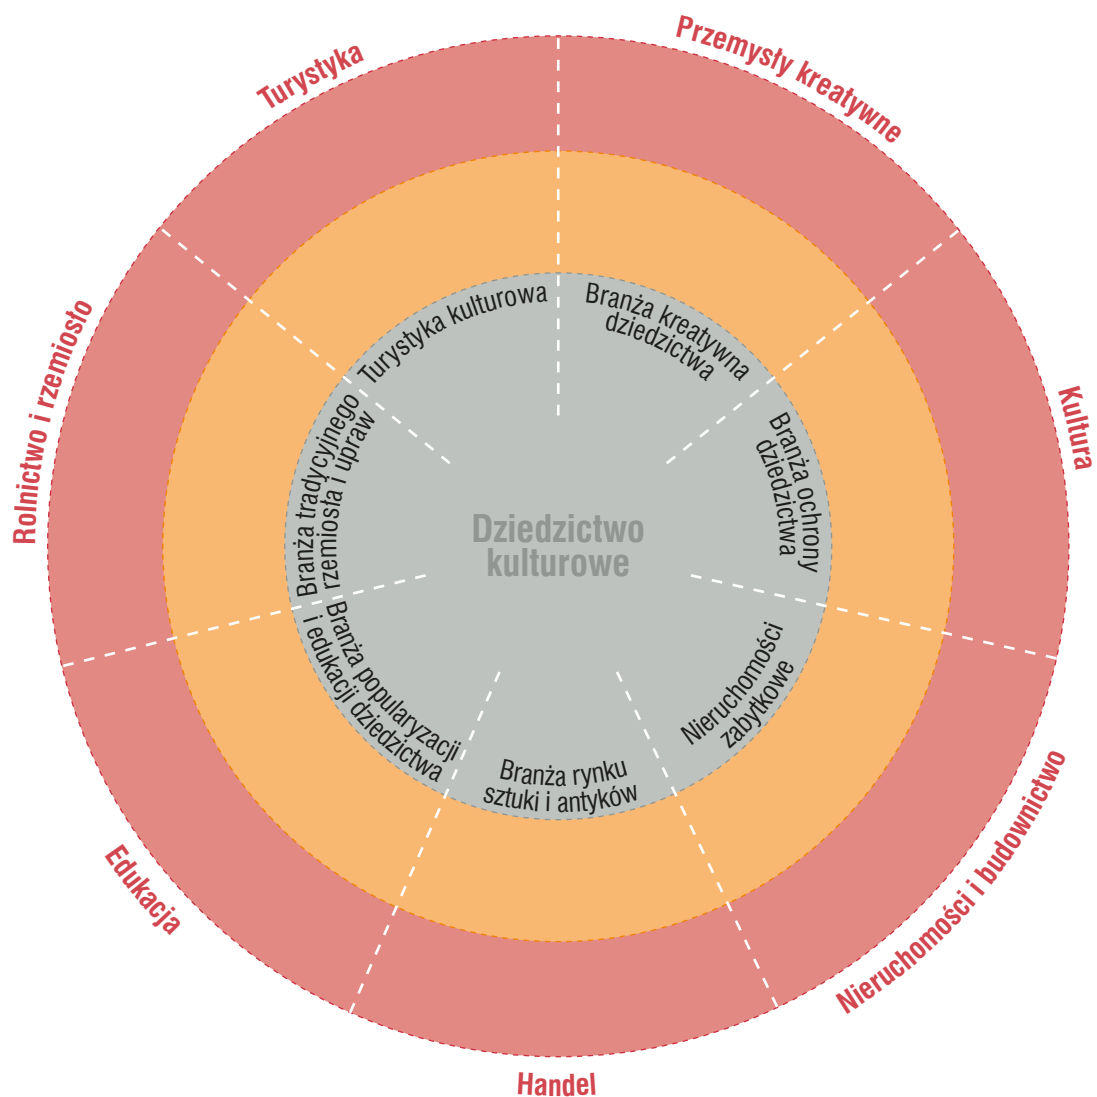 Turystyka
Przemysły kreatywne
Kultura
Nieruchomości i budownictwo
Handel
Edukacja
Rolnictwo i rzemiosło
Turystyka kulturowa
Branża kreatywna
dziedzictwa
Branża ochrony
dziedzictwa
Nieruchomości
zabytkowe
Branża rynku
sztuki i antyków
Branża popularyzacji
i edukacji dziedzictwa
Branża tradycyjnego
rzemiosła i upraw
Dziedzictwo
kulturowe